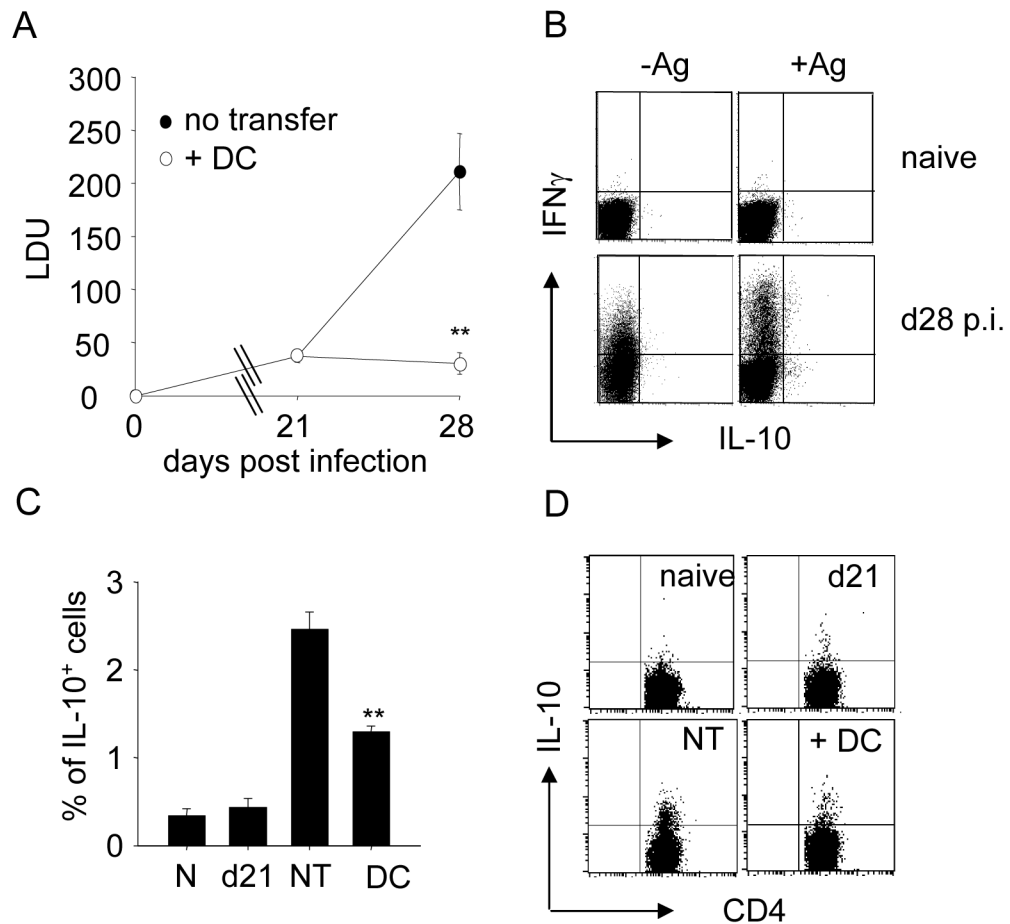 A
300
250
200
150
100
50
0
LDU
no transfer
+ DC
**
0 21 28
days post infection
B
-Ag +Ag
naive
d28 p.i.
IFNγ
IL-10
C
3
2
1
0
% of IL-10⁺ cells
**
N d21 NT DC
D
naive d21
NT + DC
IL-10
CD4